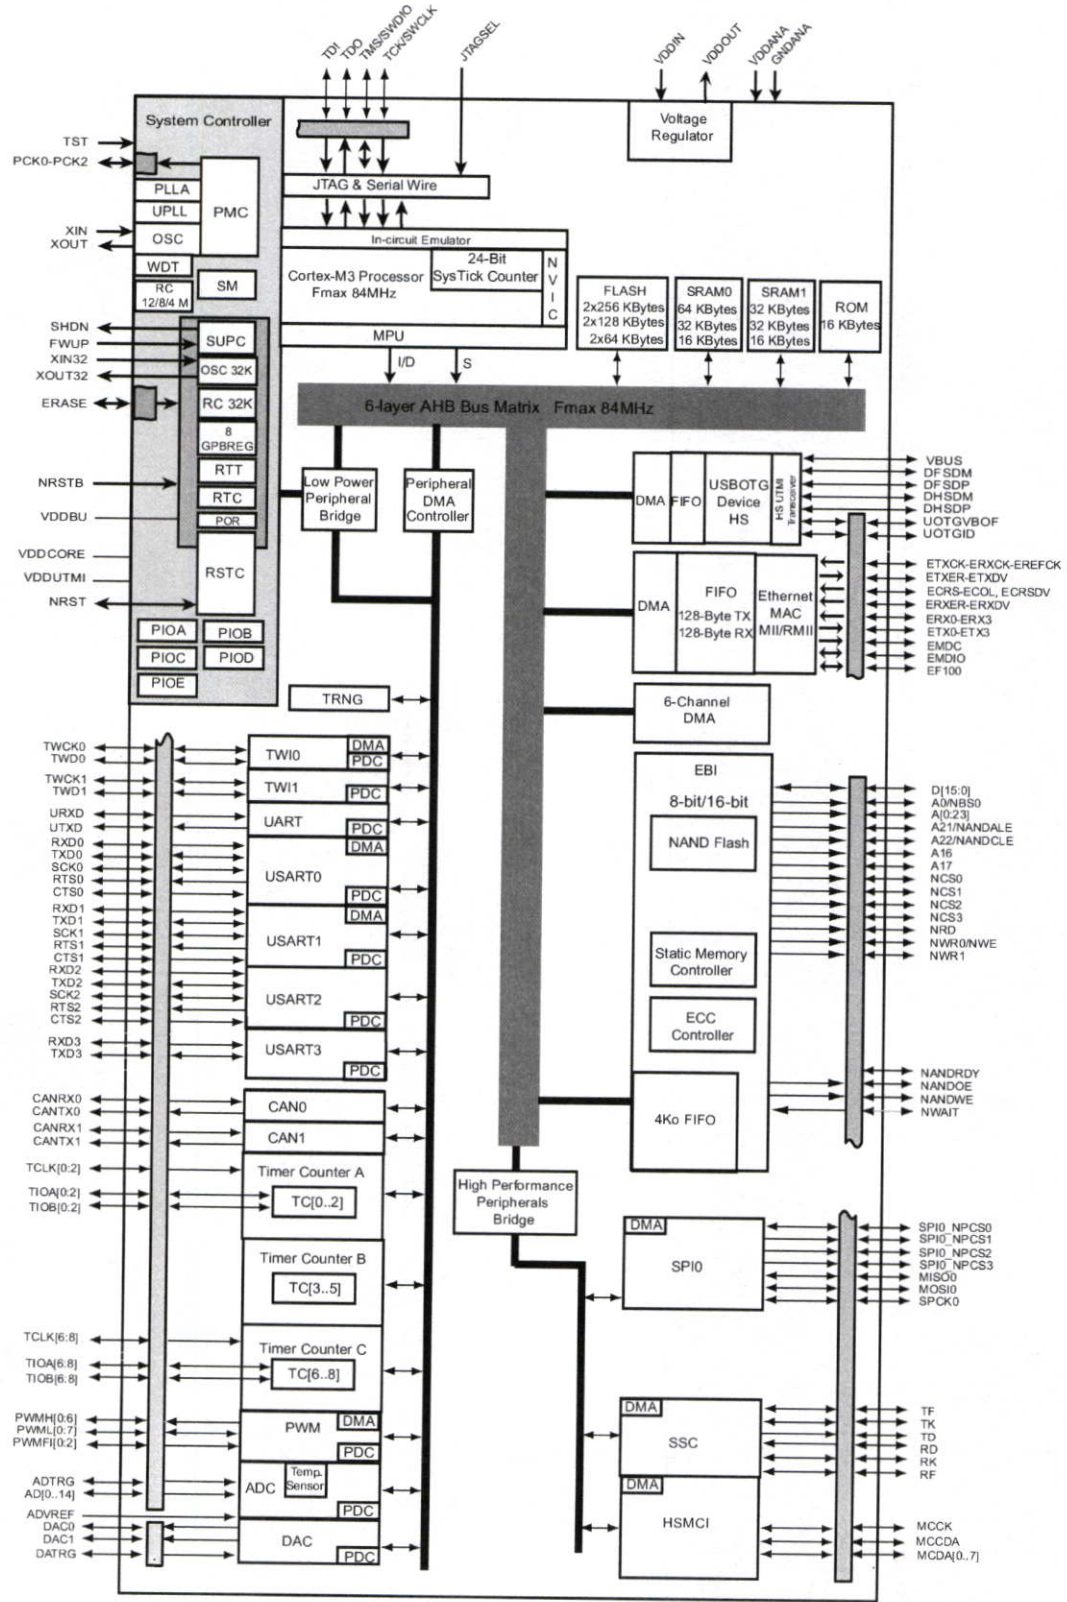 TDI
TDO
TMS/SWDIO
TCK/SWCLK
JTAGSEL
VDDIN
VDDOUT
VDDANA
GNDANA
System Controller
Voltage
Regulator
TST
PCK0-PCK2
PLLA
UPLL
PMC
XIN
XOUT
OSC
WDT
RC
12/8/4 M
SM
JTAG & Serial Wire
In-circuit Emulator
Cortex-M3 Processor
Fmax 84MHz
24-Bit
SysTick Counter
N
V
I
C
MPU
I/D
S
FLASH
2x256 KBytes
2x128 KBytes
2x64 KBytes
SRAM0
64 KBytes
32 KBytes
16 KBytes
SRAM1
32 KBytes
32 KBytes
16 KBytes
ROM
16 KBytes
SHDN
FWUP
XIN32
XOUT32
ERASE
NRSTB
VDDBU
VDDCORE
VDDUTMI
NRST
SUPC
OSC 32K
RC 32K
8
GPBREG
RTT
RTC
POR
RSTC
PIOA
PIOB
PIOC
PIOD
PIOE
6-layer AHB Bus Matrix Fmax 84MHz
Low Power
Peripheral
Bridge
Peripheral
DMA
Controller
DMA
FIFO
USBOTG
Device
HS
HS UTMI
Transceiver
VBUS
DFSDM
DFSDP
DHSDM
DHSDP
UOTGVBOF
UOTGID
DMA
FIFO
128-Byte TX
128-Byte RX
Ethernet
MAC
MII/RMII
ETXCK-ERXCK-EREFCK
ETXER-ETXDV
ECRS-ECOL, ECRSDV
ERXER-ERXDV
ERX0-ERX3
ETX0-ETX3
EMDC
EMDIO
EF100
TRNG
6-Channel
DMA
TWCK0
TWD0
TWCK1
TWD1
URXD
UTXD
RXD0
TXD0
SCK0
RTS0
CTS0
RXD1
TXD1
SCK1
RTS1
CTS1
RXD2
TXD2
SCK2
RTS2
CTS2
RXD3
TXD3
CANRX0
CANTX0
CANRX1
CANTX1
TCLK[0:2]
TIOA[0:2]
TIOB[0:2]
TCLK[6:8]
TIOA[6:8]
TIOB[6:8]
PWMH[0:6]
PWML[0:7]
PWMFI[0:2]
ADTRG
AD[0..14]
ADVREF
DAC0
DAC1
DATRG
TWI0
DMA
PDC
TWI1
PDC
UART
PDC
DMA
USART0
PDC
DMA
USART1
PDC
USART2
PDC
USART3
PDC
CAN0
CAN1
Timer Counter A
TC[0..2]
Timer Counter B
TC[3..5]
Timer Counter C
TC[6..8]
PWM
DMA
PDC
ADC
Temp.
Sensor
PDC
DAC
PDC
EBI
8-bit/16-bit
NAND Flash
Static Memory
Controller
ECC
Controller
4Ko FIFO
D[15:0]
A0/NBS0
A[0:23]
A21/NANDALE
A22/NANDCLE
A16
A17
NCS0
NCS1
NCS2
NCS3
NRD
NWR0/NWE
NWR1
NANDRDY
NANDOE
NANDWE
NWAIT
High Performance
Peripherals
Bridge
DMA
SPI0
SPI0_NPCS0
SPI0_NPCS1
SPI0_NPCS2
SPI0_NPCS3
MISO0
MOSI0
SPCK0
DMA
SSC
TF
TK
TD
RD
RK
RF
DMA
HSMCI
MCCK
MCCDA
MCDA[0..7]